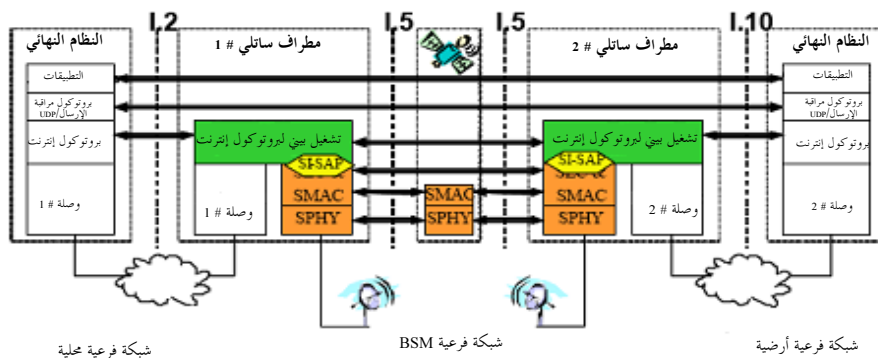 I.2
I.5
I.5
I.10
النظام النهائي
مطراف ساتلي # 1
مطراف ساتلي # 2
النظام النهائي
التطبيقات
بروتوكول مراقبة
الإرسال/UDP
بروتوكول إنترنت
وصلة # 1
تشغيل بيني لبروتوكول إنترنت
SI-SAP
SMAC
SPHY
وصلة # 1
SMAC
SPHY
تشغيل بيني لبروتوكول إنترنت
SI-SAP
SMAC
SPHY
وصلة # 2
التطبيقات
بروتوكول مراقبة
الإرسال/UDP
بروتوكول إنترنت
وصلة # 2
شبكة فرعية محلية
شبكة فرعية BSM
شبكة فرعية أرضية